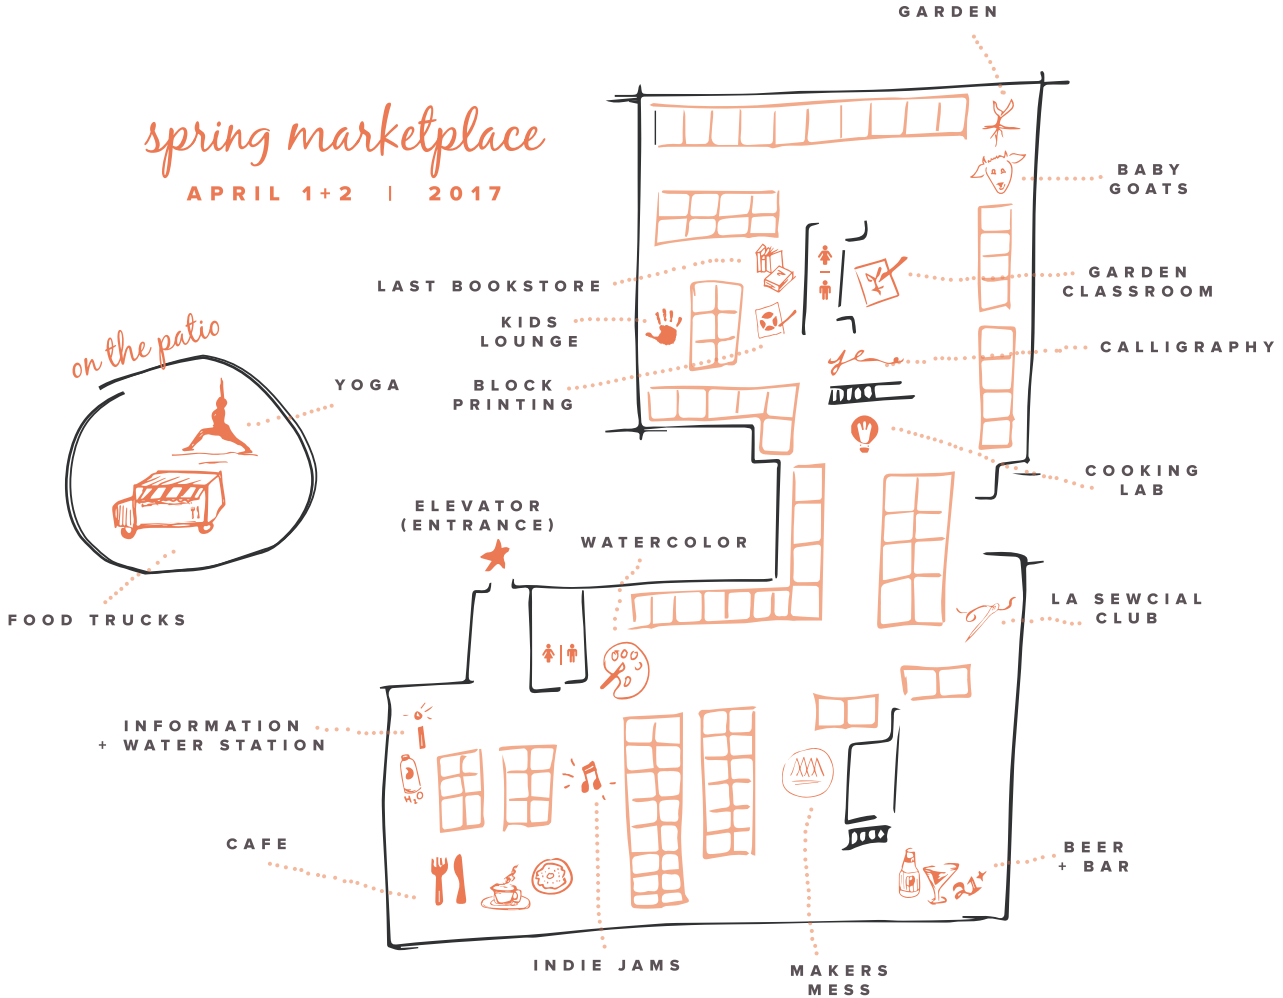 GARDEN
spring marketplace
APRIL 1+2 | 2017
BABY
GOATS
LAST BOOKSTORE
GARDEN
CLASSROOM
KIDS
LOUNGE
on the patio
CALLIGRAPHY
YOGA
BLOCK
PRINTING
COOKING
LAB
ELEVATOR
(ENTRANCE)
WATERCOLOR
LA SEWCIAL
CLUB
FOOD TRUCKS
INFORMATION
+ WATER STATION
H2O
CAFE
BEER
+ BAR
21+
INDIE JAMS
MAKERS
MESS